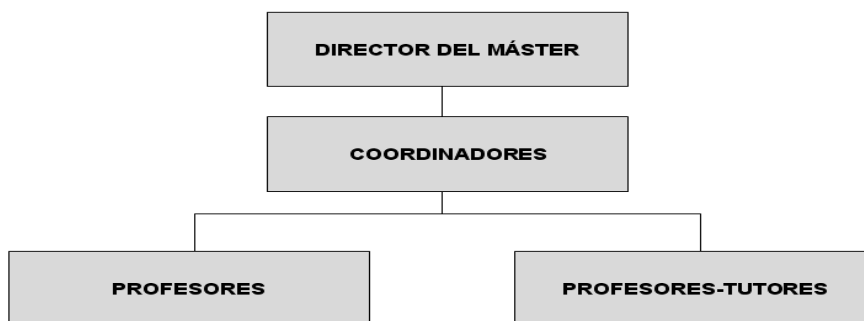 DIRECTOR DEL MÁSTER
COORDINADORES
PROFESORES
PROFESORES-TUTORES